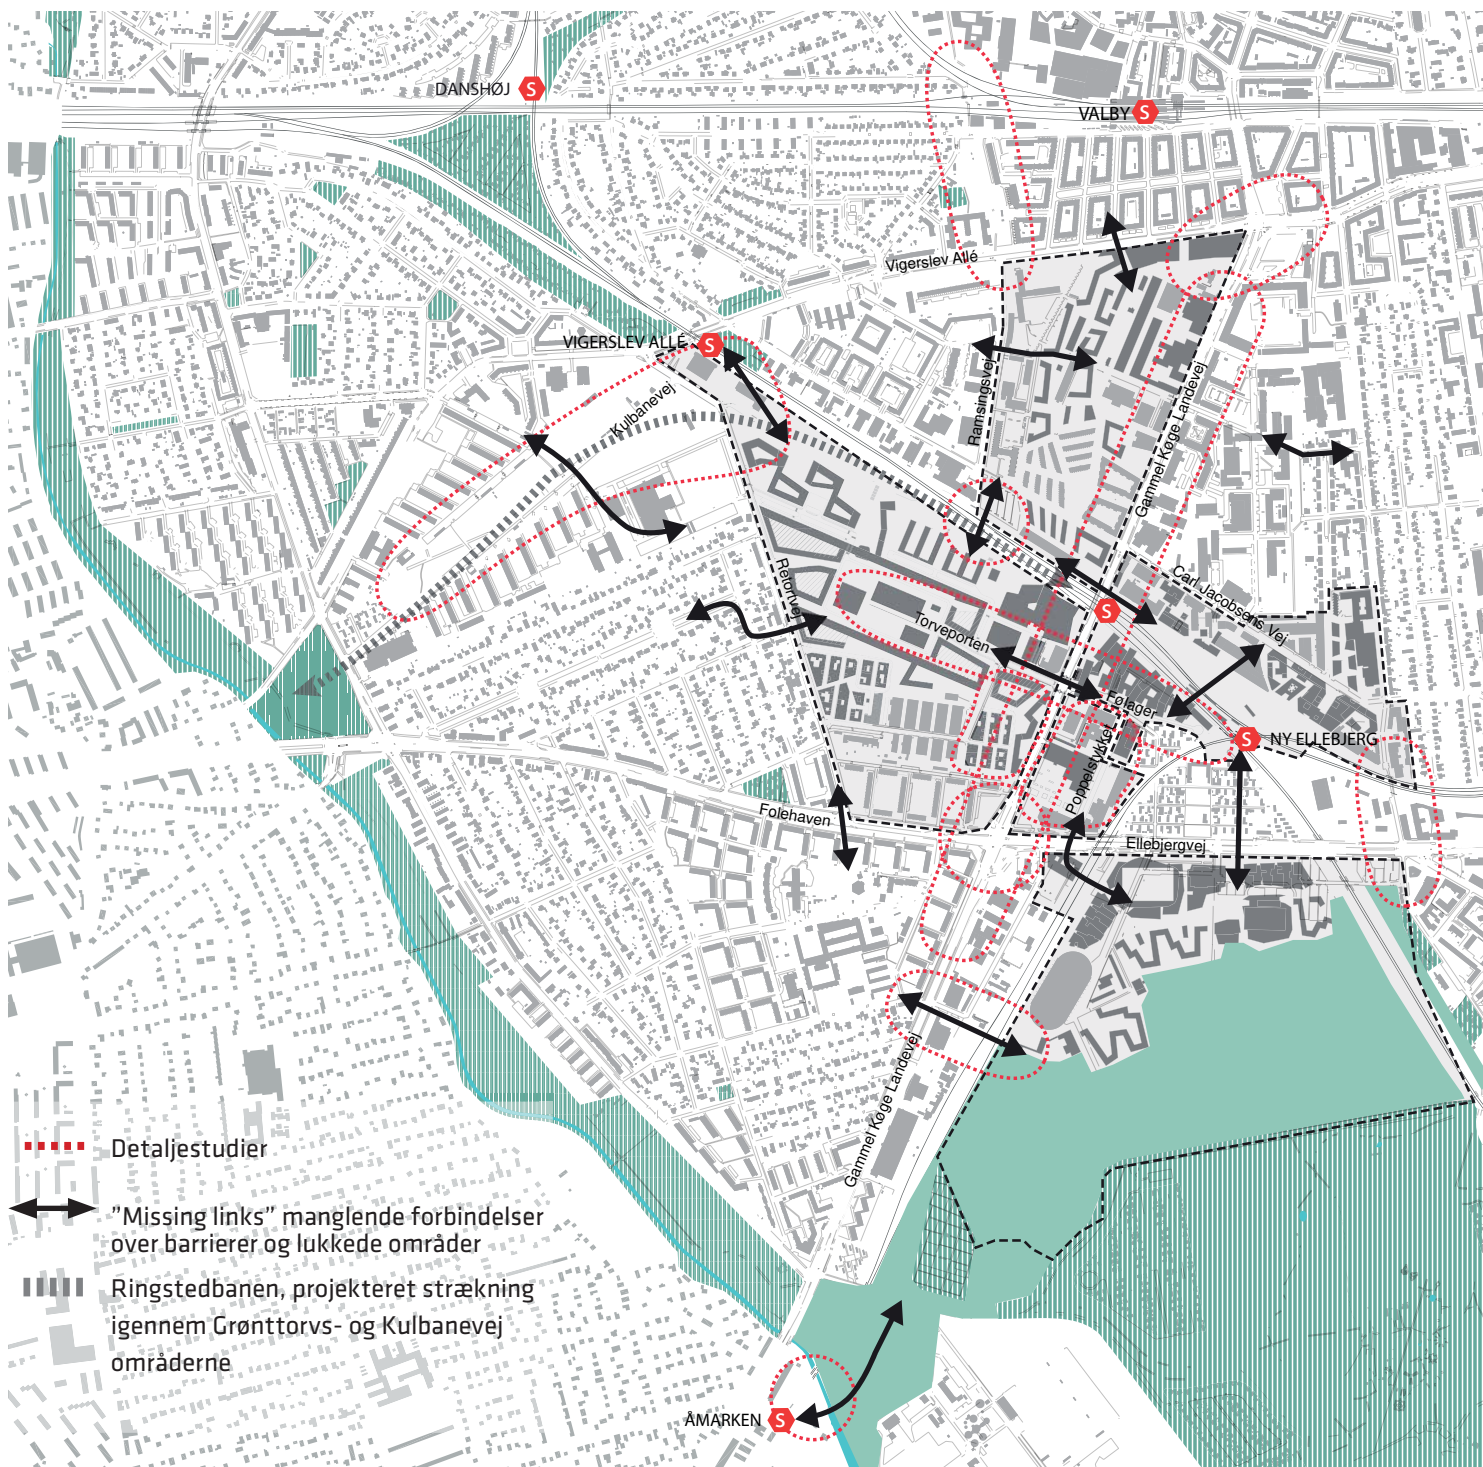 DANSHØJ S
VALBY S
Vigerslev Allé
VIGERSLEV ALLÉ S
Kulbanevej
Ramsingsvej
Gammel Køge Landevej
Retortvej
Carl Jacobsens Vej
S
Torveporten
Følager
S NY ELLEBJERG
Poppelstykket
Folehaven
Ellebjergvej
Gammel Køge Landevej
Detaljestudier
"Missing links" manglende forbindelser
over barrierer og lukkede områder
Ringstedbanen, projekteret strækning
igennem Grønttorvs- og Kulbanevej
områderne
ÅMARKEN S